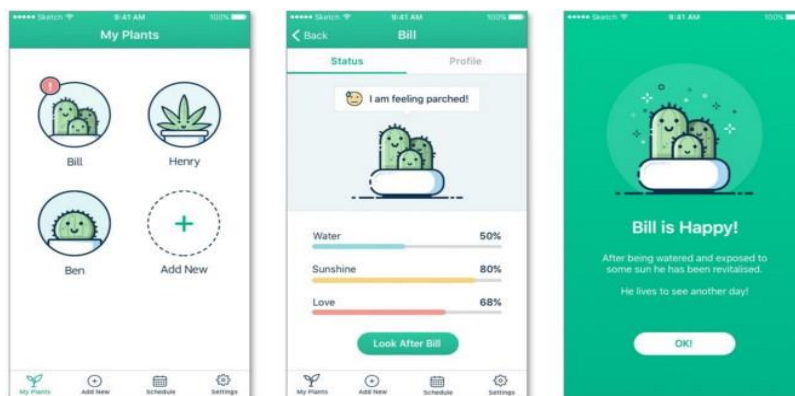 Sketch 9:41 AM 100%
My Plants
!
Bill
Henry
Ben
+
Add New
My Plants Add New Schedule Settings
Sketch 9:41 AM 100%
Back Bill
Status Profile
I am feeling parched!
Water 50%
Sunshine 80%
Love 68%
Look After Bill
My Plants Add New Schedule Settings
Sketch 9:41 AM 100%
Bill is Happy!
After being watered and exposed to
some sun he has been revitalised.
He lives to see another day!
OK!